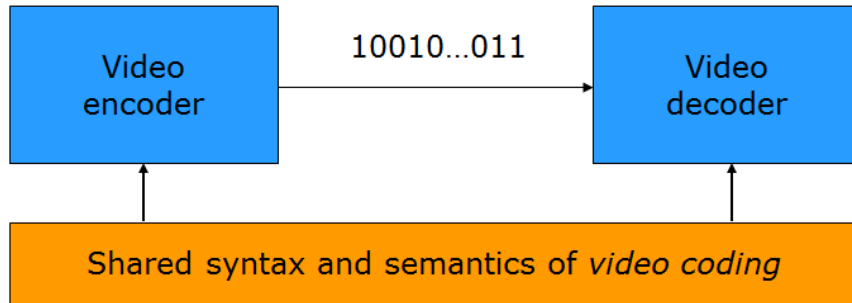 Video
encoder
10010...011
Video
decoder
Shared syntax and semantics of video coding